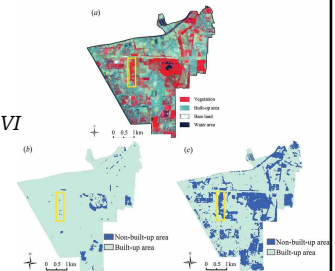 (a)
Vegetation
Built-up area
Bare land
Water area
0 0.5 1 km
VI
(b)
(c)
Non-built-up area
Built-up area
0 0.5 1 km
Non-built-up area
Built-up area
0 0.5 1 km